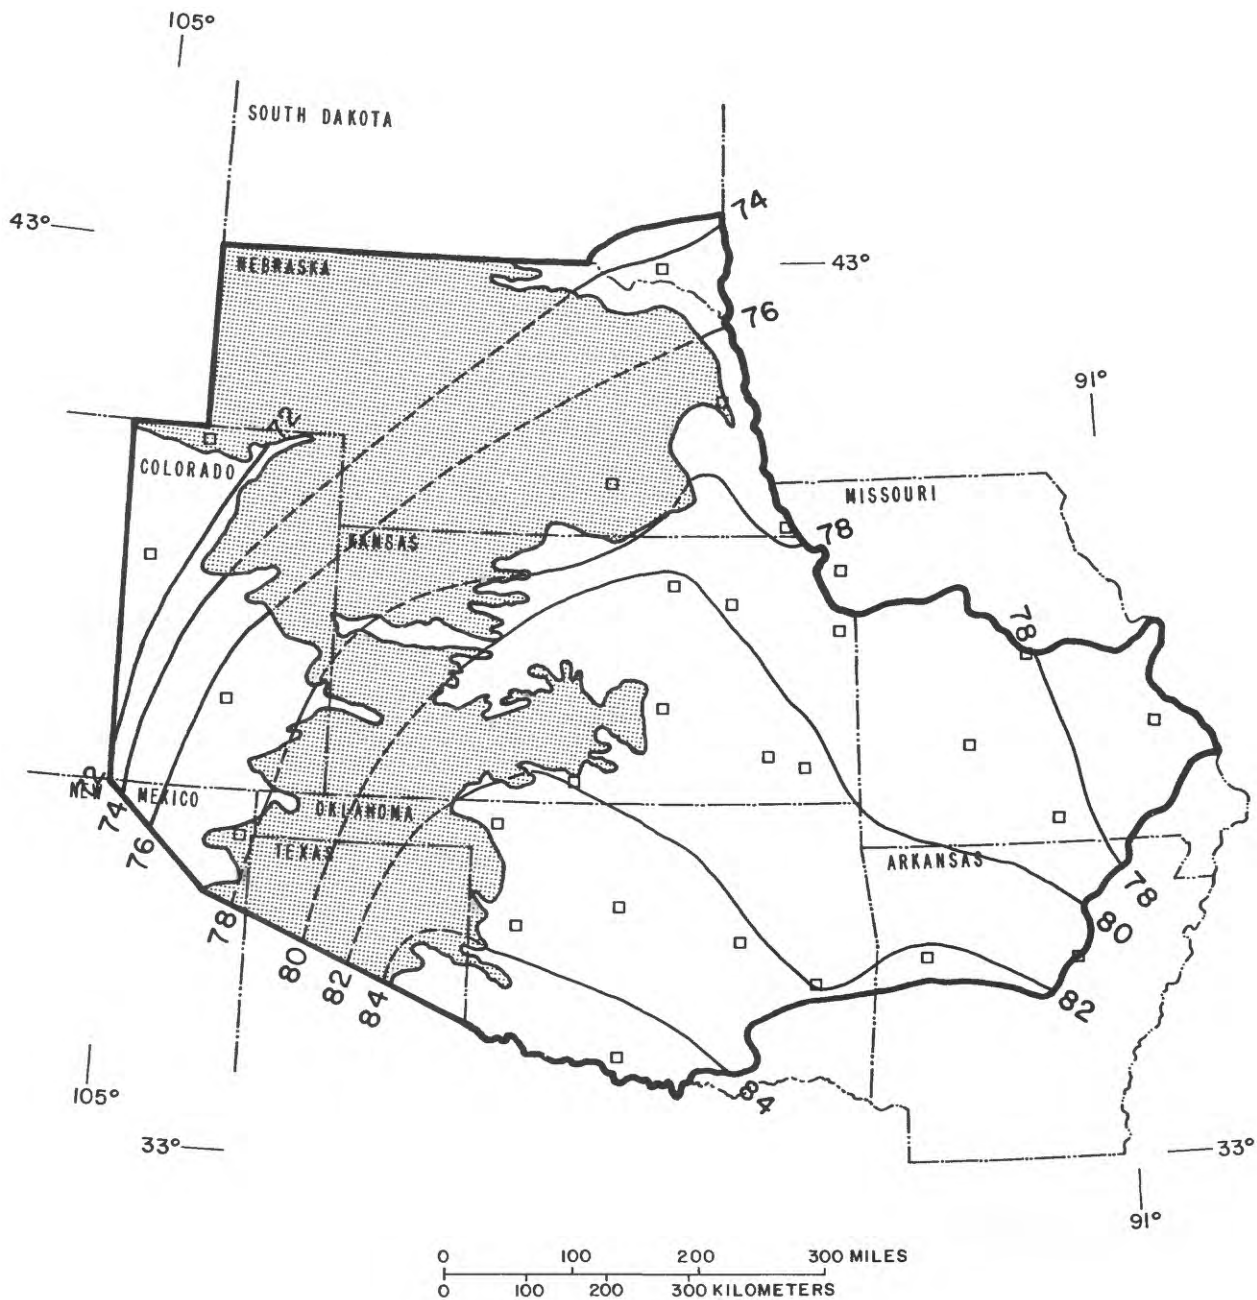 105°
SOUTH DAKOTA
74
43°
NEBRASKA
43°
76
91°
72
COLORADO
MISSOURI
KANSAS
78
78
72
NEW MEXICO
74
OKLAHOMA
76
TEXAS
ARKANSAS
78
78
80
80
82
82
84
84
105°
33°
33°
91°
0 100 200 300 MILES
0 100 200 300 KILOMETERS